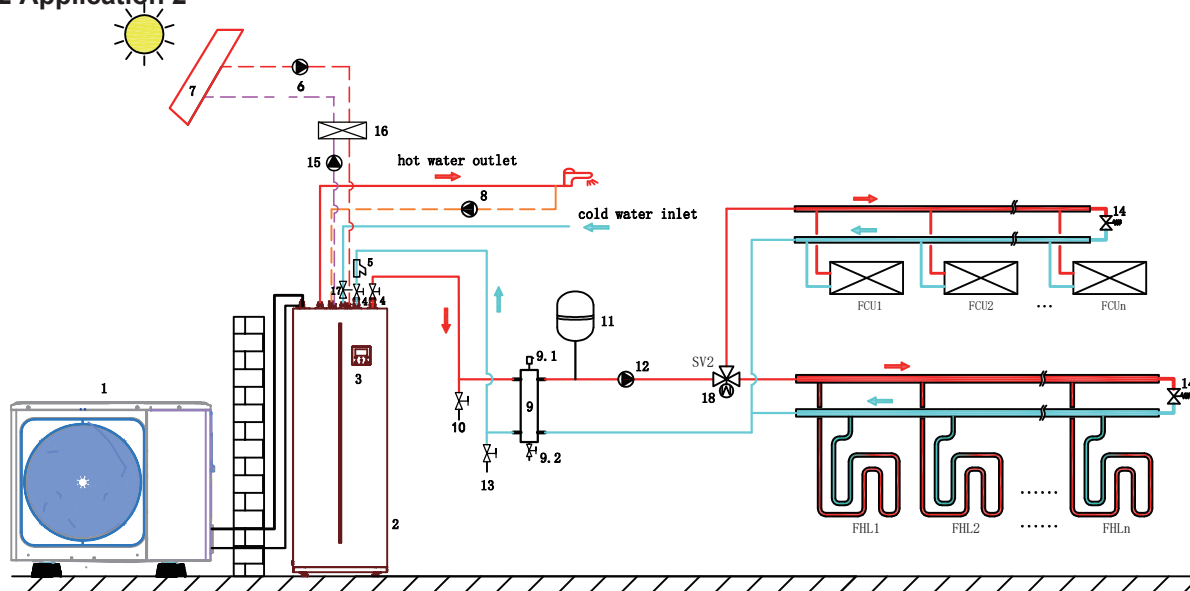 2 Application 2
7
6
16
15
hot water outlet
8
cold water inlet
5
17
4
4
14
FCU1
FCU2
...
FCUn
11
9.1
SV2
12
18
3
1
9
10
9.2
13
14
2
FHL1
FHL2
......
......
FHLn